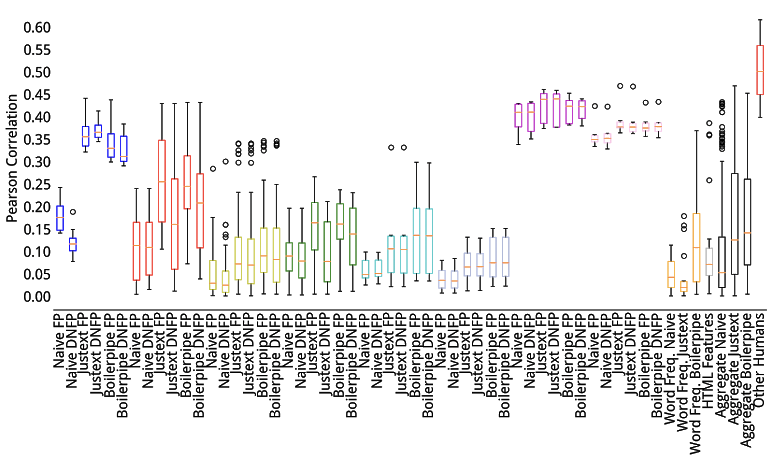 Pearson Correlation
0.60
0.55
0.50
0.45
0.40
0.35
0.30
0.25
0.20
0.15
0.10
0.05
0.00
Naive FP
Naive DNFP
Justext FP
Justext DNFP
Boilerpipe FP
Boilerpipe DNFP
Naive FP
Naive DNFP
Justext FP
Justext DNFP
Boilerpipe FP
Boilerpipe DNFP
Naive FP
Naive DNFP
Justext FP
Justext DNFP
Boilerpipe FP
Boilerpipe DNFP
Naive FP
Naive DNFP
Justext FP
Justext DNFP
Boilerpipe FP
Boilerpipe DNFP
Naive FP
Naive DNFP
Justext FP
Justext DNFP
Boilerpipe FP
Boilerpipe DNFP
Naive FP
Naive DNFP
Justext FP
Justext DNFP
Boilerpipe FP
Boilerpipe DNFP
Naive FP
Naive DNFP
Justext FP
Justext DNFP
Boilerpipe FP
Boilerpipe DNFP
Naive FP
Naive DNFP
Justext FP
Justext DNFP
Boilerpipe FP
Boilerpipe DNFP
Word Freq. Naive
Word Freq. Justext
Word Freq. Boilerpipe
HTML Features
Aggregate Naive
Aggregate Justext
Aggregate Boilerpipe
Other Humans